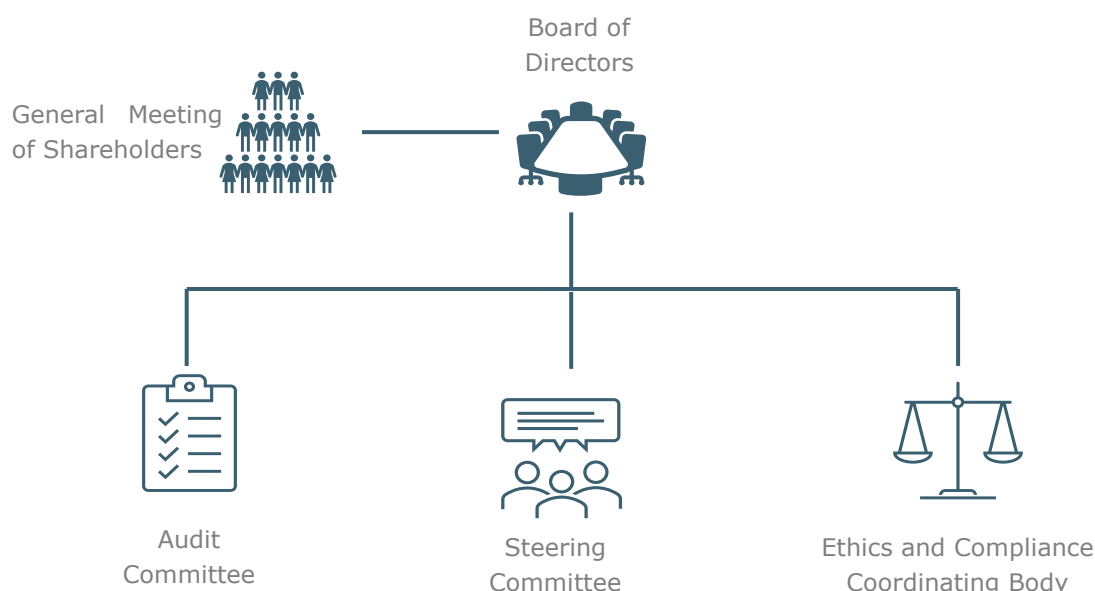 Board of
Directors
General Meeting
of Shareholders
Audit
Committee
Steering
Committee
Ethics and Compliance
Coordinating Body